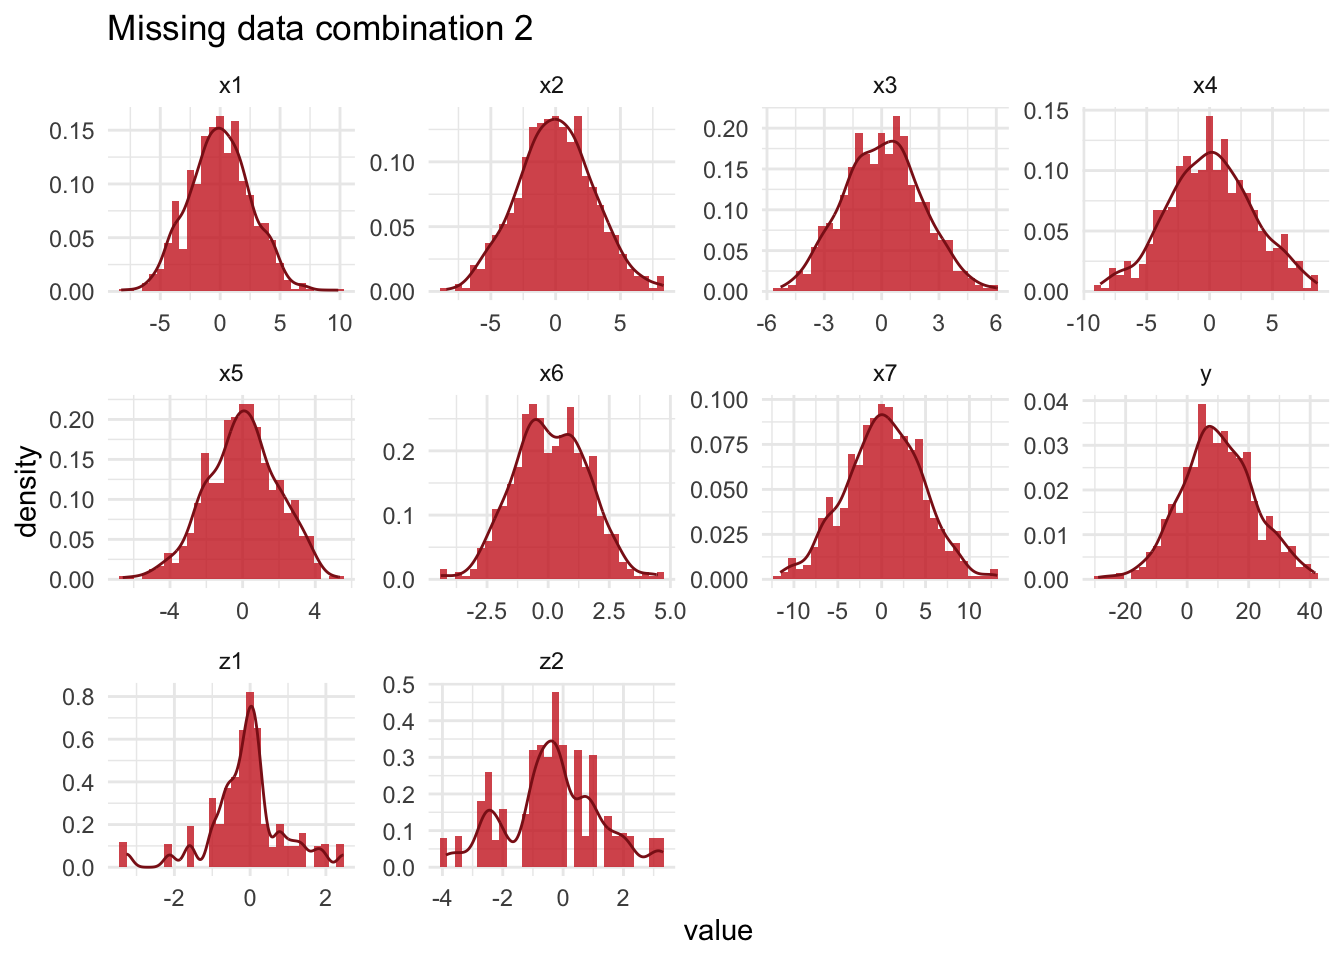 Missing data combination 2
x1 x2 x3 x4
0.15 0.10 0.05 0.00
-5 0 5 10
0.10 0.05 0.00
-5 0 5
0.20 0.15 0.10 0.05 0.00
-6 -3 0 3 6
0.15 0.10 0.05 0.00
-10 -5 0 5
x5 x6 x7 y
0.20 0.15 0.10 0.05 0.00
-4 0 4
0.2 0.1 0.0
-2.5 0.0 2.5 5.0
0.100 0.075 0.050 0.025 0.000
-10 -5 0 5 10
0.04 0.03 0.02 0.01 0.00
-20 0 20 40
density
z1 z2
0.8 0.6 0.4 0.2 0.0
-2 0 2
0.5 0.4 0.3 0.2 0.1 0.0
-4 -2 0 2
value